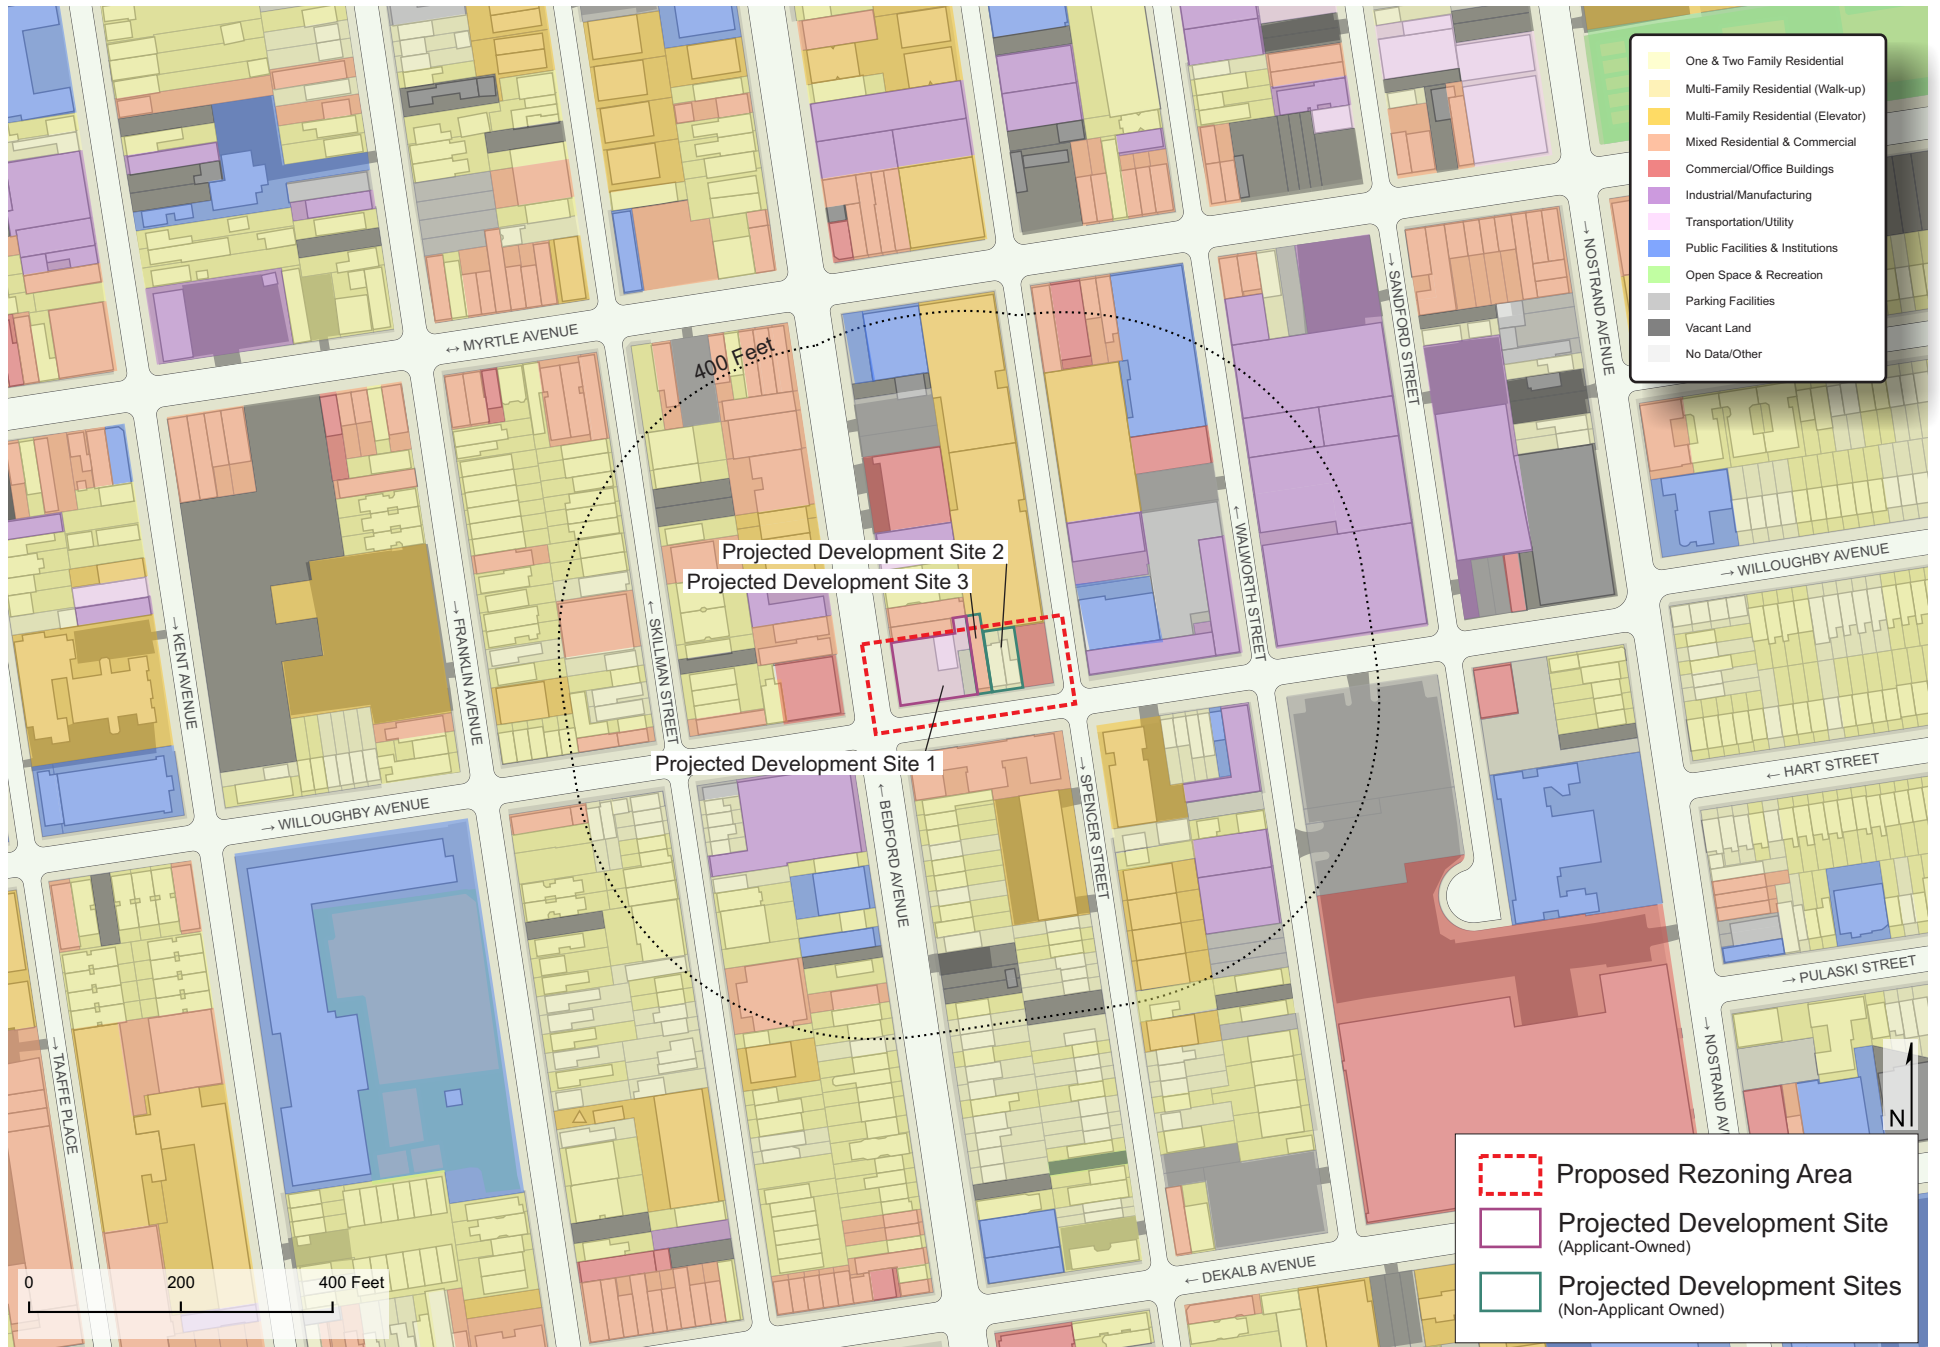 One & Two Family Residential
Multi-Family Residential (Walk-up)
Multi-Family Residential (Elevator)
Mixed Residential & Commercial
Commercial/Office Buildings
Industrial/Manufacturing
Transportation/Utility
Public Facilities & Institutions
Open Space & Recreation
Parking Facilities
Vacant Land
No Data/Other
→ NOSTRAND AVENUE
→ SANDFORD STREET
↔ MYRTLE AVENUE
400 Feet
← WALWORTH STREET
→ WILLOUGHBY AVENUE
Projected Development Site 2
Projected Development Site 3
→ KENT AVENUE
→ FRANKLIN AVENUE
← SKILLMAN STREET
Projected Development Site 1
→ WILLOUGHBY AVENUE
← BEDFORD AVENUE
→ SPENCER STREET
← HART STREET
→ PULASKI STREET
→ TAAFFE PLACE
→ NOSTRAND AV
← DEKALB AVENUE
N
0 200 400 Feet
Proposed Rezoning Area
Projected Development Site
(Applicant-Owned)
Projected Development Sites
(Non-Applicant Owned)